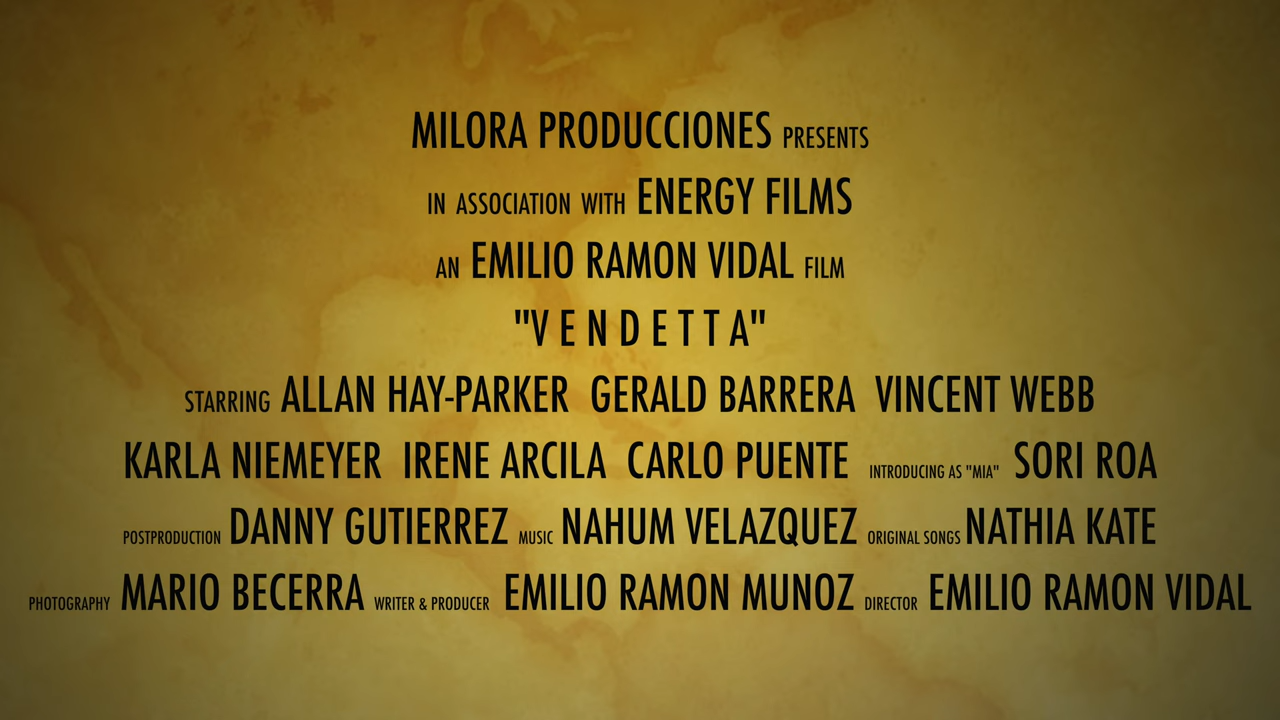 MILORA PRODUCCIONES PRESENTS
IN ASSOCIATION WITH ENERGY FILMS
AN EMILIO RAMON VIDAL FILM
"V E N D E T T A"
STARRING ALLAN HAY-PARKER GERALD BARRERA VINCENT WEBB
KARLA NIEMEYER IRENE ARCILA CARLO PUENTE INTRODUCING AS "MIA" SORI ROA
POSTPRODUCTION DANNY GUTIERREZ MUSIC NAHUM VELAZQUEZ ORIGINAL SONGS NATHIA KATE
PHOTOGRAPHY MARIO BECERRA WRITER & PRODUCER EMILIO RAMON MUNOZ DIRECTOR EMILIO RAMON VIDAL